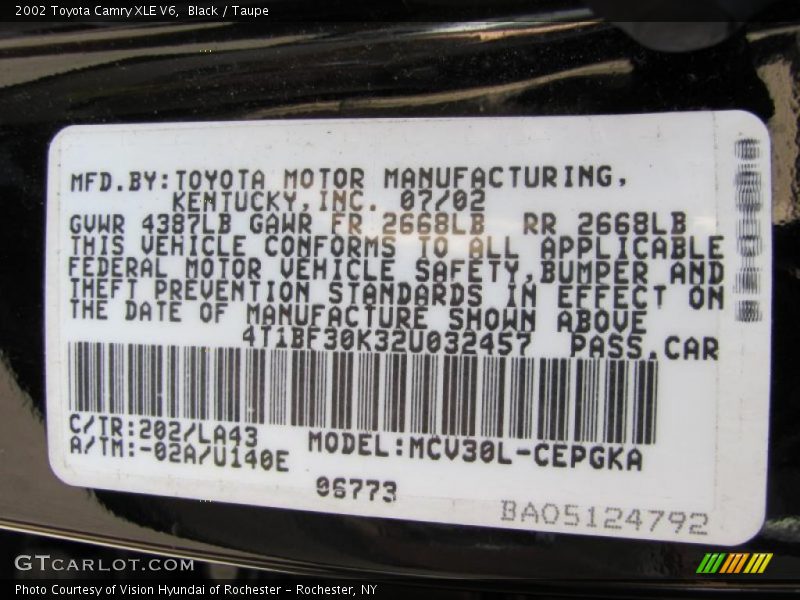 2002 Toyota Camry XLE V6, Black / Taupe
MFD.BY:TOYOTA MOTOR MANUFACTURING,
KENTUCKY,INC. 07/02
GVWR 4387LB GAWR FR 2668LB RR 2668LB
THIS VEHICLE CONFORMS TO ALL APPLICABLE
FEDERAL MOTOR VEHICLE SAFETY,BUMPER AND
THEFT PREVENTION STANDARDS IN EFFECT ON
THE DATE OF MANUFACTURE SHOWN ABOVE
4T1BF30K32U032457 PASS.CAR
C/TR:202/LA43
A/TM:-02A/U140E
MODEL:MCV30L-CEPGKA
06773
BA05124792
GTCARLOT.COM
Photo Courtesy of Vision Hyundai of Rochester - Rochester, NY